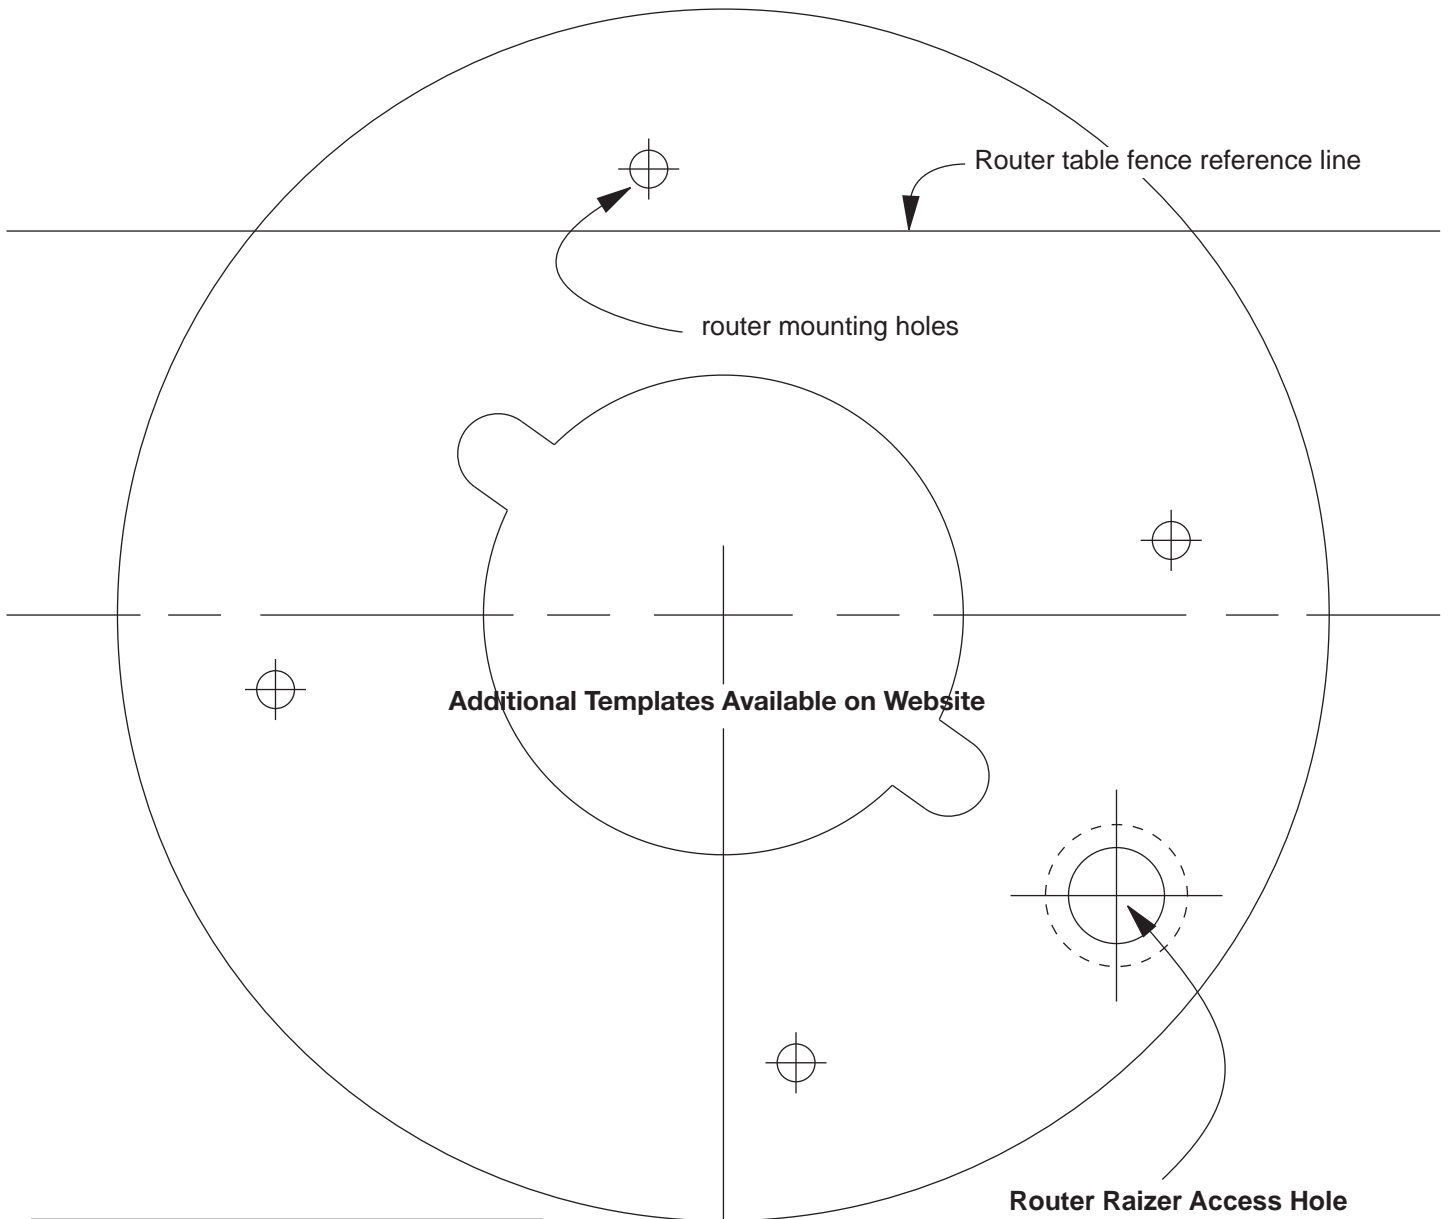 Router table fence reference line
router mounting holes
Additional Templates Available on Website
Router Raizer Access Hole